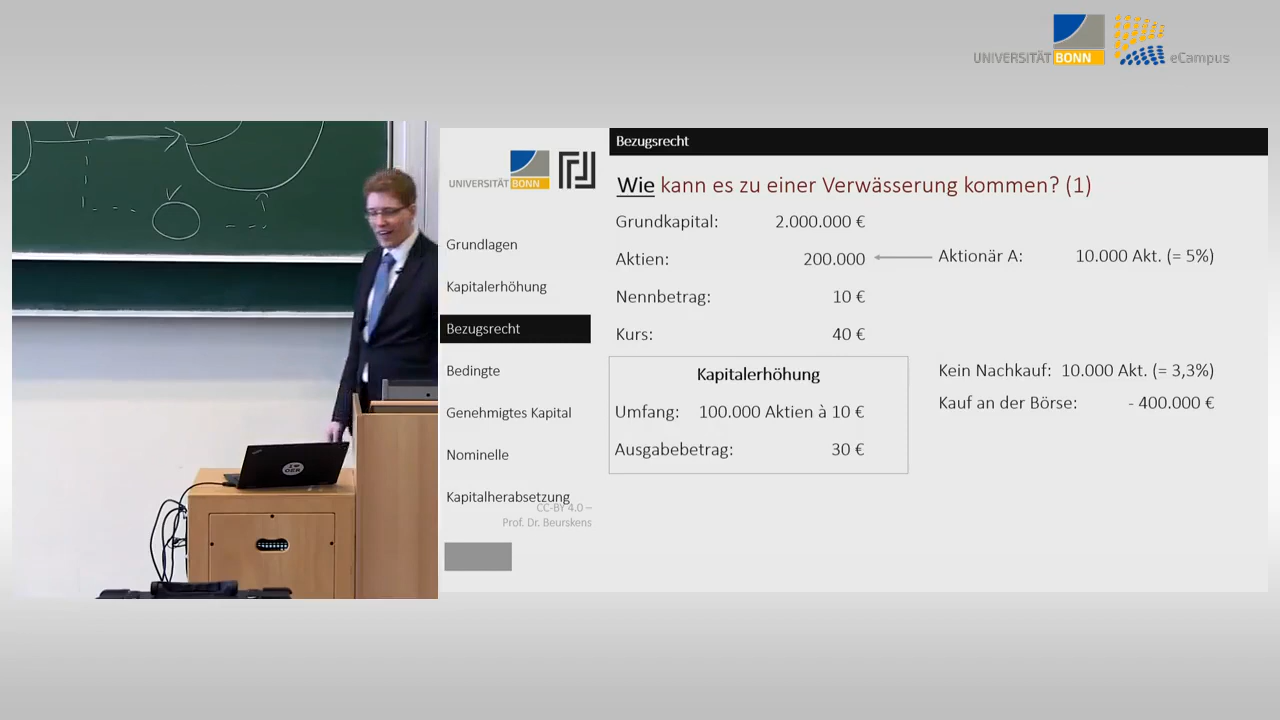 UNIVERSITÄT BONN
eCampus
UNIVERSITÄT BONN
Grundlagen
Kapitalerhöhung
Bezugsrecht
Bedingte
Genehmigtes Kapital
Nominelle
Kapitalherabsetzung
CC-BY 4.0 –
Prof. Dr. Beurskens
Bezugsrecht
Wie kann es zu einer Verwässerung kommen? (1)
Grundkapital: 2.000.000 €
Aktien: 200.000
Aktionär A: 10.000 Akt. (= 5%)
Nennbetrag: 10 €
Kurs: 40 €
Kapitalerhöhung
Umfang: 100.000 Aktien à 10 €
Ausgabebetrag: 30 €
Kein Nachkauf: 10.000 Akt. (= 3,3%)
Kauf an der Börse: - 400.000 €